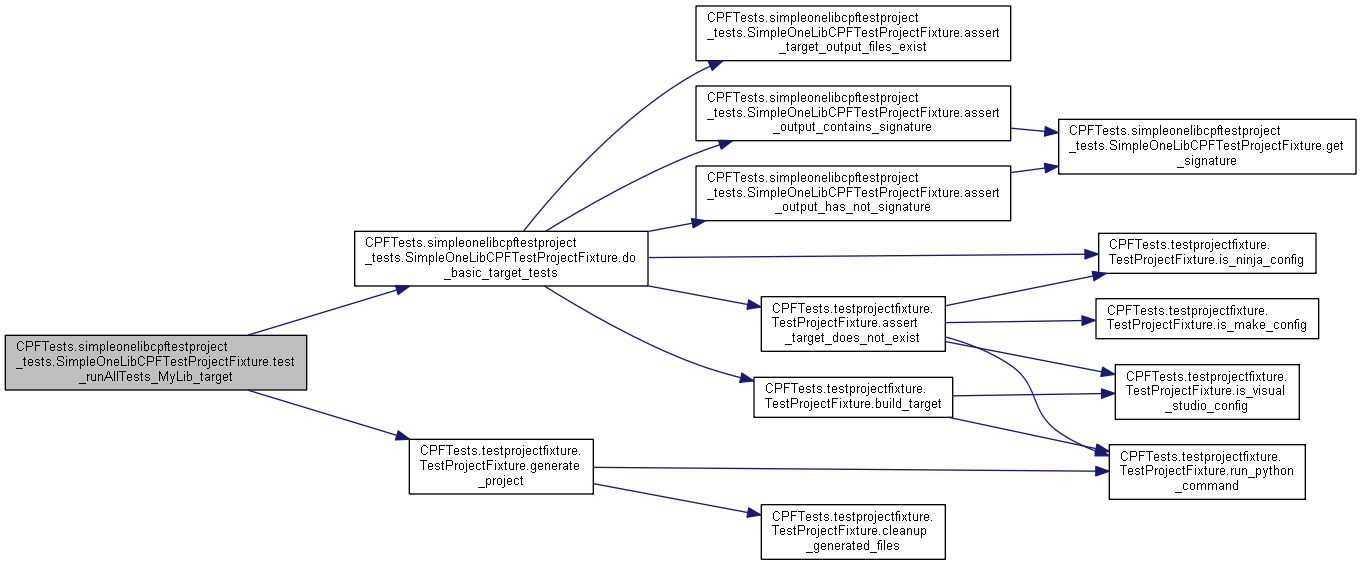 CPFTests.simpleonelibcpftestproject
_tests.SimpleOneLibCPFTestProjectFixture.test
_runAllTests_MyLib_target
CPFTests.simpleonelibcpftestproject
_tests.SimpleOneLibCPFTestProjectFixture.do
_basic_target_tests
CPFTests.testprojectfixture.
TestProjectFixture.generate
_project
CPFTests.simpleonelibcpftestproject
_tests.SimpleOneLibCPFTestProjectFixture.assert
_target_output_files_exist
CPFTests.simpleonelibcpftestproject
_tests.SimpleOneLibCPFTestProjectFixture.assert
_output_contains_signature
CPFTests.simpleonelibcpftestproject
_tests.SimpleOneLibCPFTestProjectFixture.assert
_output_has_not_signature
CPFTests.testprojectfixture.
TestProjectFixture.assert
_target_does_not_exist
CPFTests.testprojectfixture.
TestProjectFixture.build_target
CPFTests.testprojectfixture.
TestProjectFixture.cleanup
_generated_files
CPFTests.simpleonelibcpftestproject
_tests.SimpleOneLibCPFTestProjectFixture.get
_signature
CPFTests.testprojectfixture.
TestProjectFixture.is_ninja_config
CPFTests.testprojectfixture.
TestProjectFixture.is_make_config
CPFTests.testprojectfixture.
TestProjectFixture.is_visual
_studio_config
CPFTests.testprojectfixture.
TestProjectFixture.run_python
_command